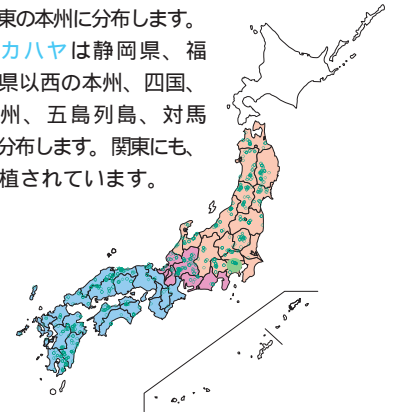 東の本州に分布します。
カハヤは静岡県、福
県以西の本州、四国、
州、五島列島、対馬
分布します。関東にも、
植されています。